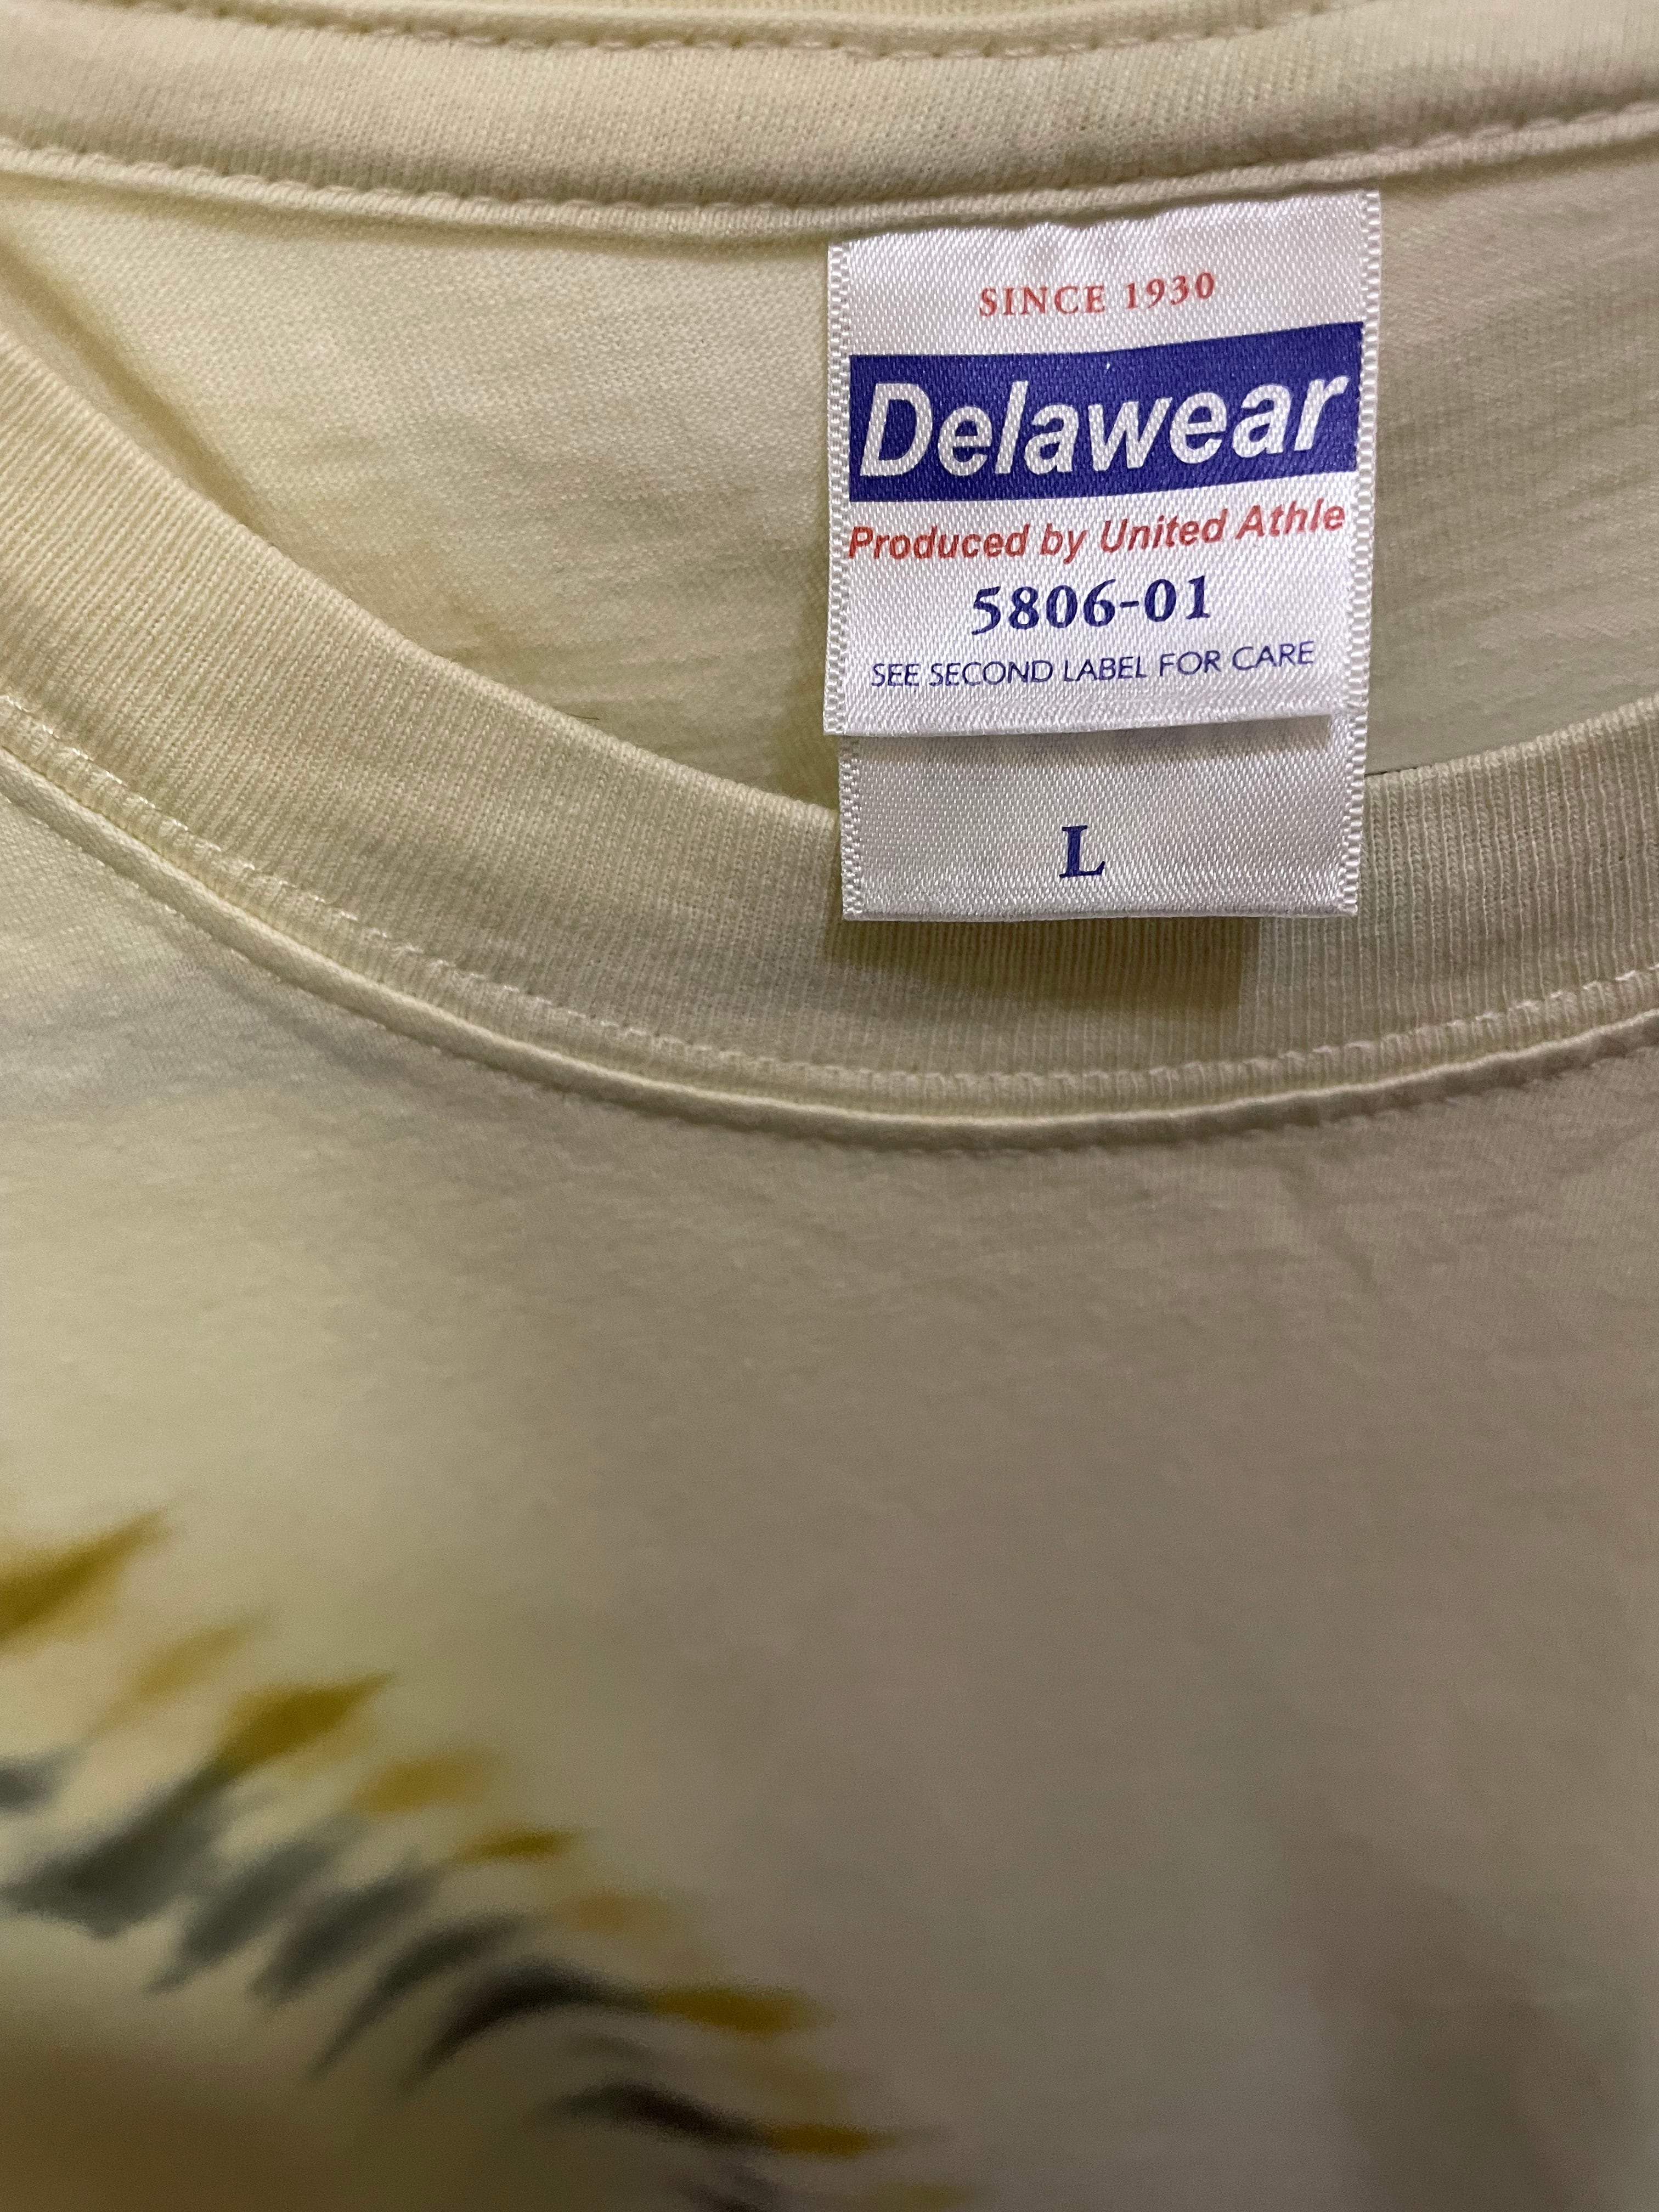 SINCE 1930
Delawear
Produced by United Athle
5806-01
SEE SECOND LABEL FOR CARE
L